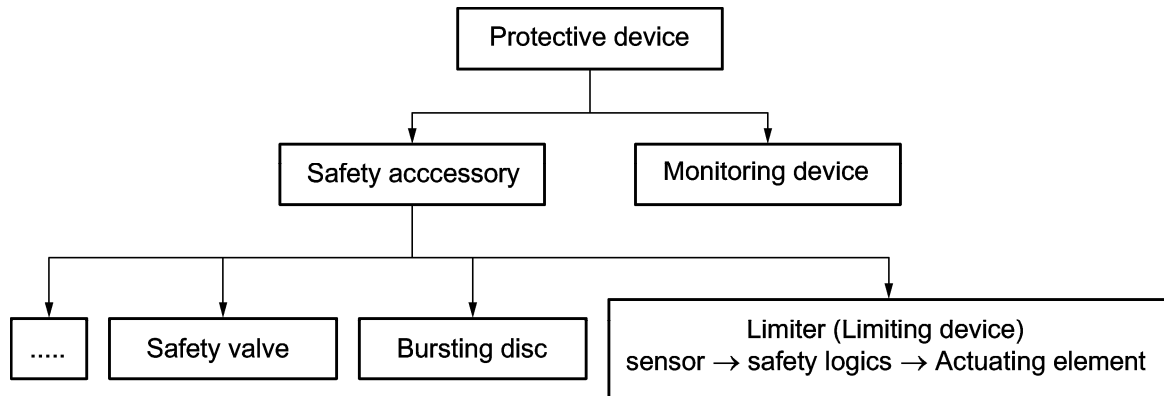 Protective device
Safety acccessory
Monitoring device
.....
Safety valve
Bursting disc
Limiter (Limiting device)
sensor → safety logics → Actuating element